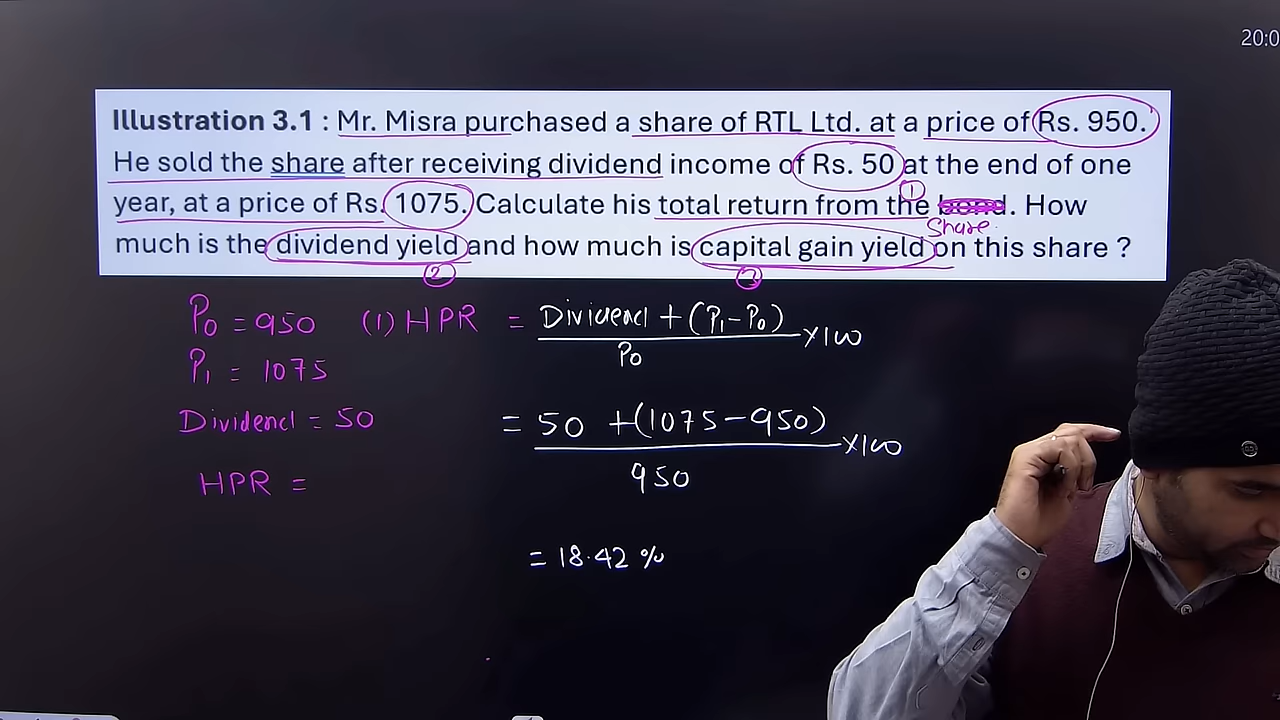 20:0
Illustration 3.1 : Mr. Misra purchased a share of RTL Ltd. at a price of Rs. 950.
He sold the share after receiving dividend income of Rs. 50 at the end of one
year, at a price of Rs. 1075. Calculate his total return from the bond. How
1
Share.
much is the dividend yield and how much is capital gain yield on this share ?
2
3
P0 = 950 (1) HPR = Dividend + (P1 - P0) / P0 × 100
P1 = 1075
Dividend = 50 = 50 + (1075 - 950) / 950 × 100
HPR =
= 18.42 %